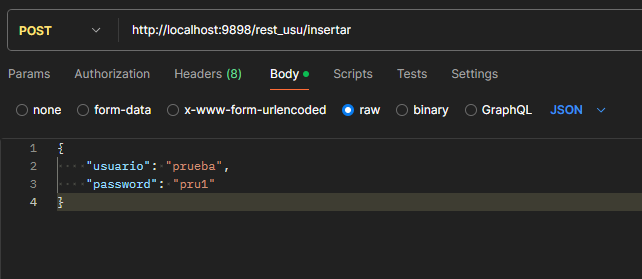 POST http://localhost:9898/rest_usu/insertar
Params Authorization Headers (8) Body Scripts Tests Settings
none form-data x-www-form-urlencoded raw binary GraphQL JSON
1 {
2 "usuario": "prueba",
3 "password": "pru1"
4 }